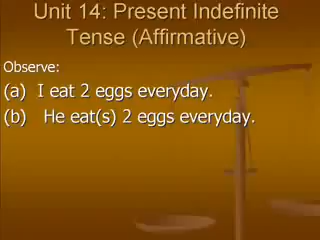 Unit 14: Present Indefinite
Tense (Affirmative)
Observe:
(a) I eat 2 eggs everyday.
(b) He eat(s) 2 eggs everyday.